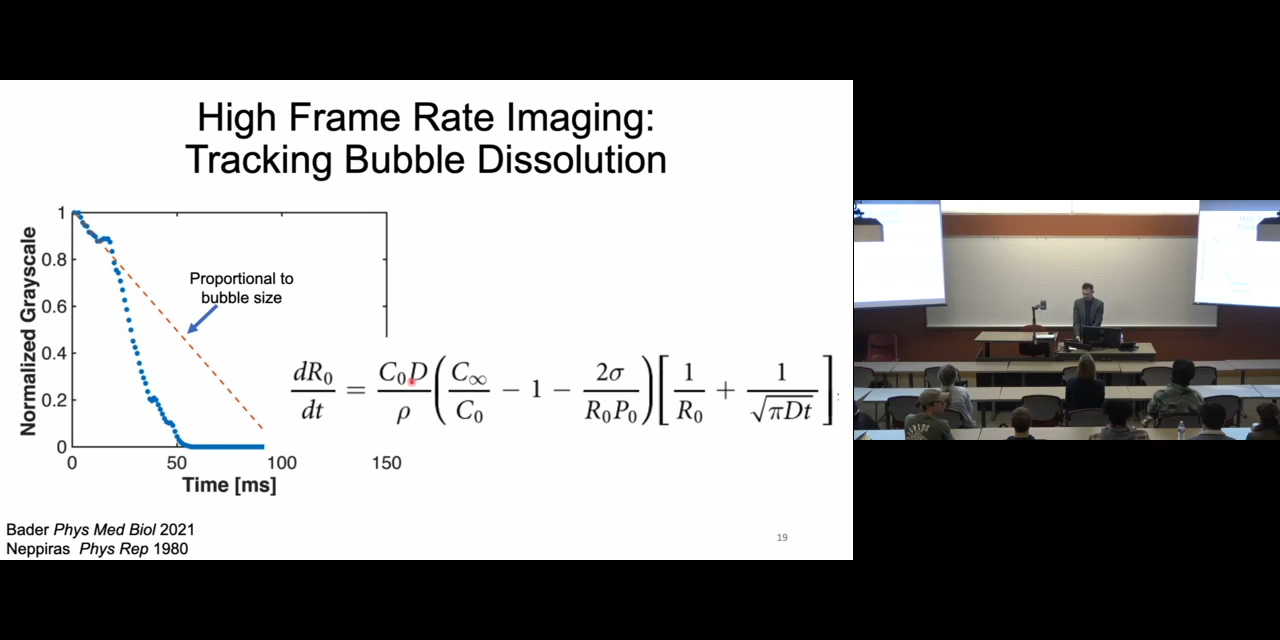 High Frame Rate Imaging:
Tracking Bubble Dissolution
Normalized Grayscale
1
0.8
0.6
0.4
0.2
0
0
50
100
150
Time [ms]
Proportional to
bubble size
dR₀/dt = C₀D/ρ (C∞/C₀ − 1 − 2σ/R₀P₀) [1/R₀ + 1/√πDt]
Bader Phys Med Biol 2021
Neppiras Phys Rep 1980
19